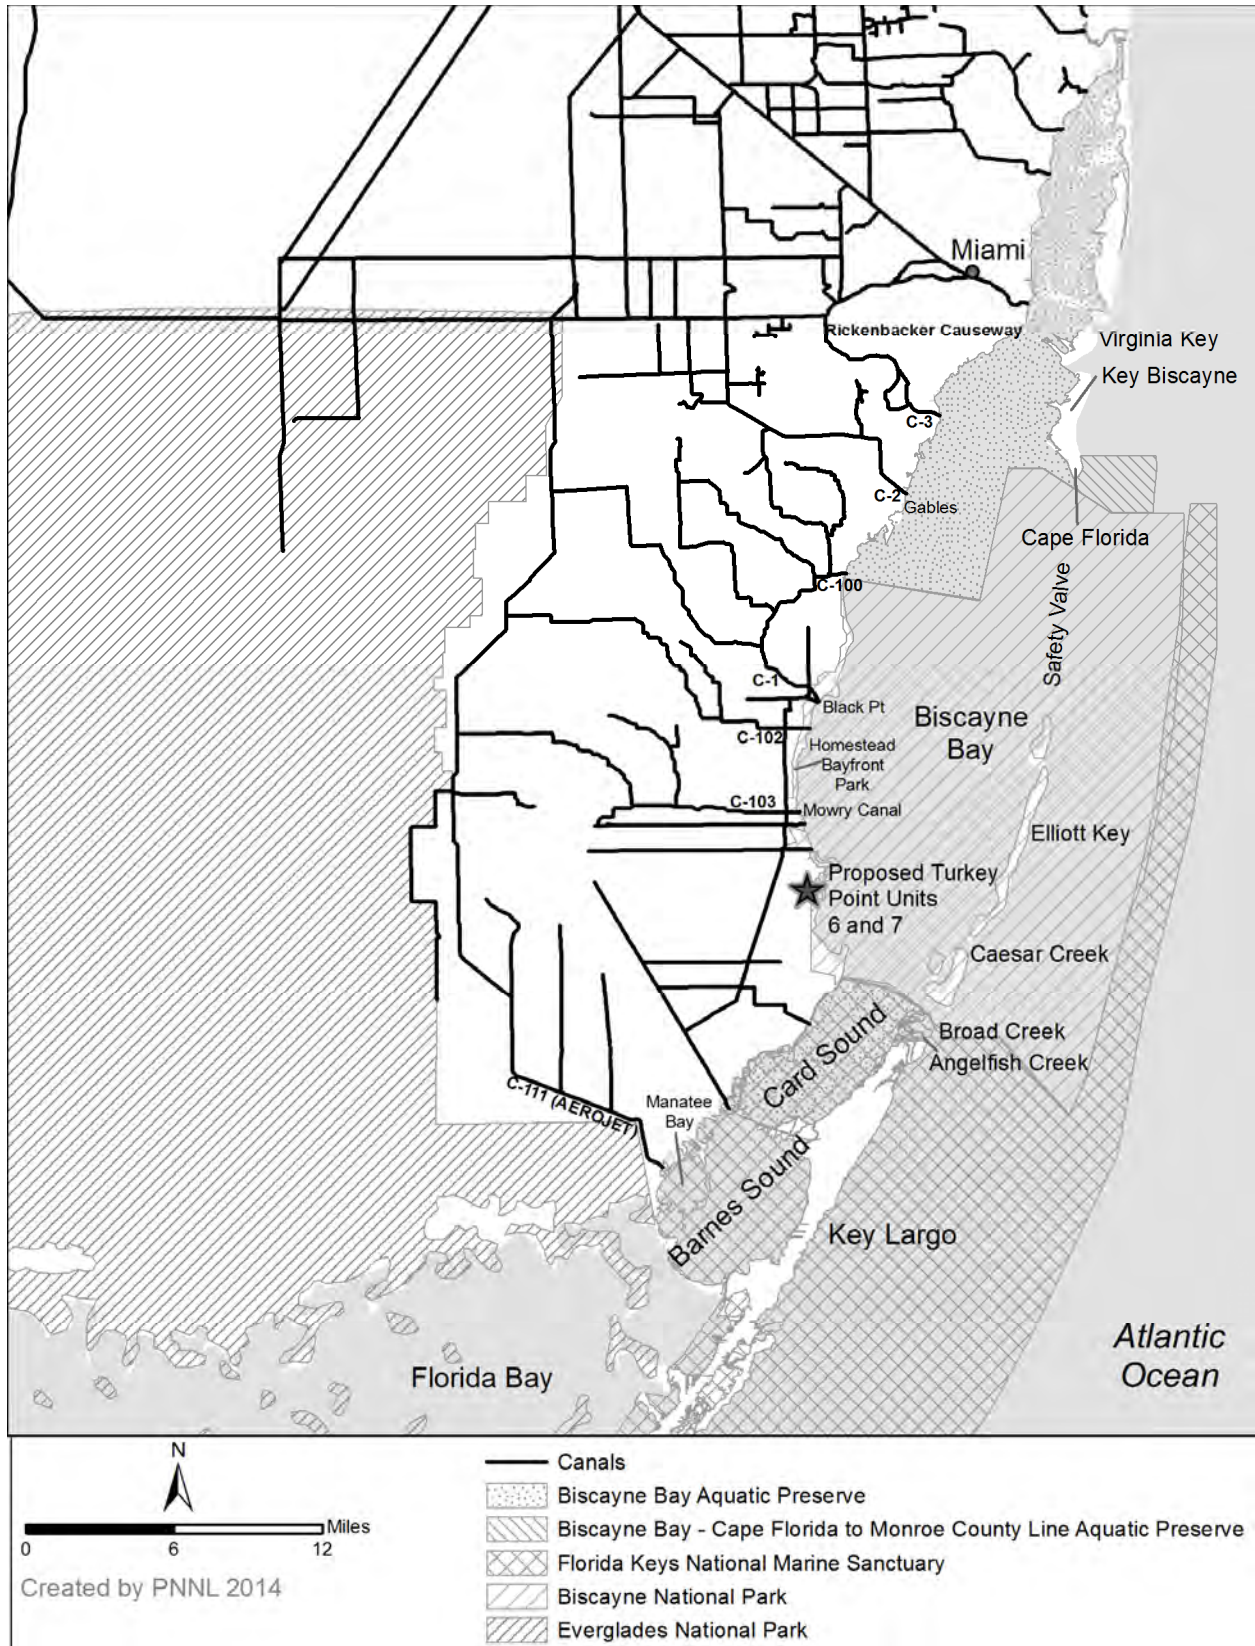 Miami
Rickenbacker Causeway
Virginia Key
Key Biscayne
C-3
C-2
Gables
Cape Florida
C-100
Safety Valve
C-1
Black Pt
Biscayne
Bay
C-102
Homestead
Bayfront
Park
C-103
Mowry Canal
Elliott Key
Proposed Turkey
Point Units
6 and 7
Caesar Creek
Card Sound
Broad Creek
Angelfish Creek
C-111 (AEROJET)
Manatee
Bay
Barnes Sound
Key Largo
Atlantic
Ocean
Florida Bay
N
Miles
0
6
12
Created by PNNL 2014
Canals
Biscayne Bay Aquatic Preserve
Biscayne Bay - Cape Florida to Monroe County Line Aquatic Preserve
Florida Keys National Marine Sanctuary
Biscayne National Park
Everglades National Park